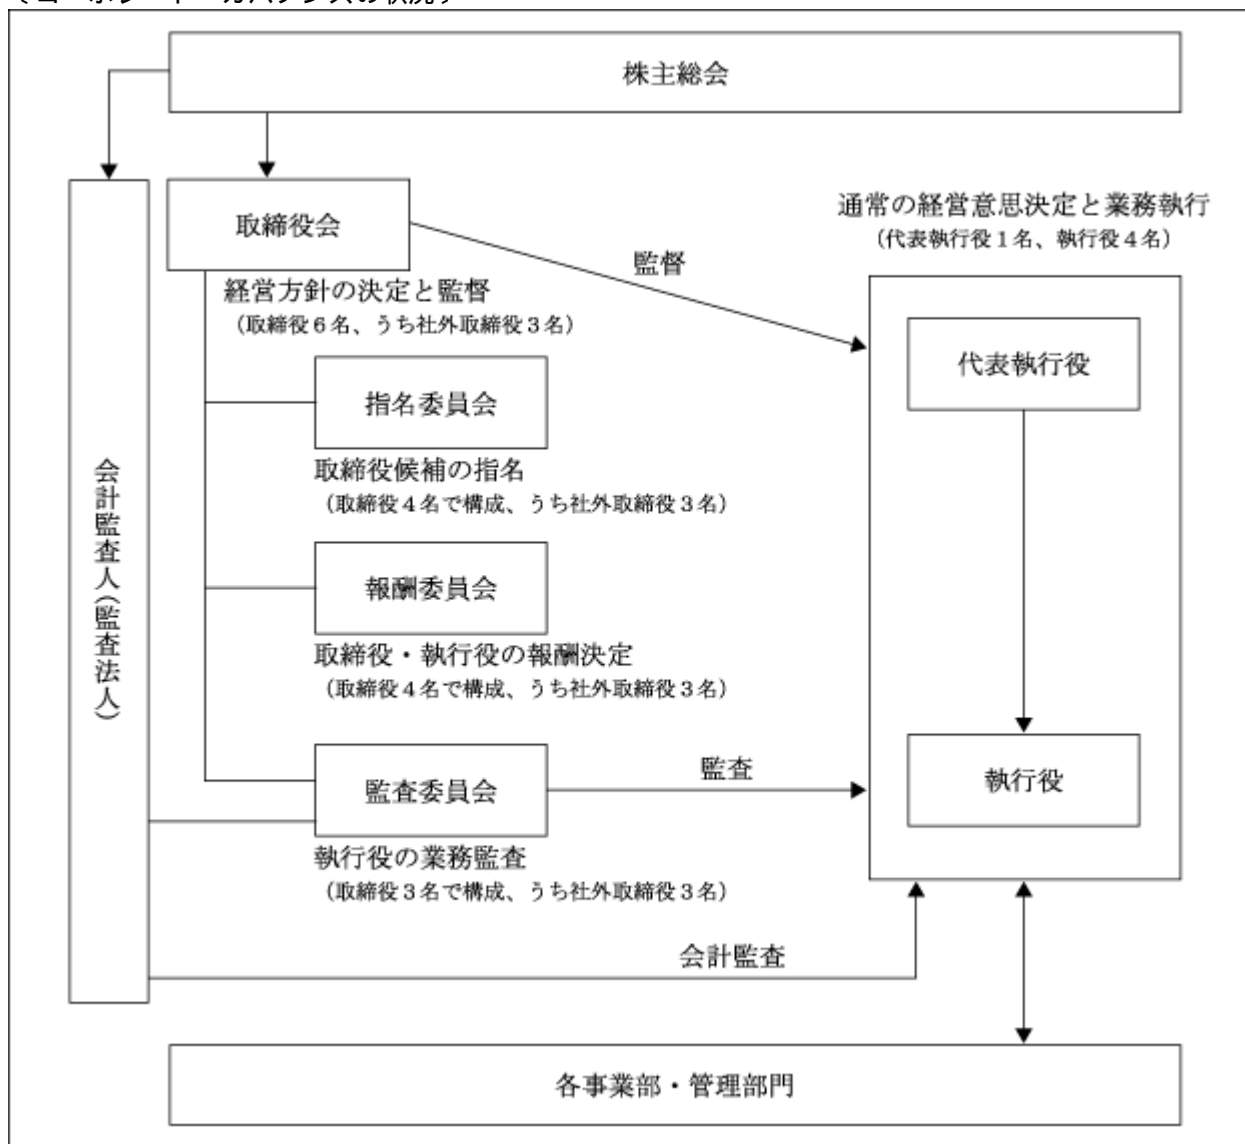 株主総会
取締役会
経営方針の決定と監督
（取締役６名、うち社外取締役３名）
監督
通常の経営意思決定と業務執行
（代表執行役１名、執行役４名）
代表執行役
指名委員会
取締役候補の指名
（取締役４名で構成、うち社外取締役３名）
会計監査人（監査法人）
報酬委員会
取締役・執行役の報酬決定
（取締役４名で構成、うち社外取締役３名）
監査委員会
監査
執行役
執行役の業務監査
（取締役３名で構成、うち社外取締役３名）
会計監査
各事業部・管理部門